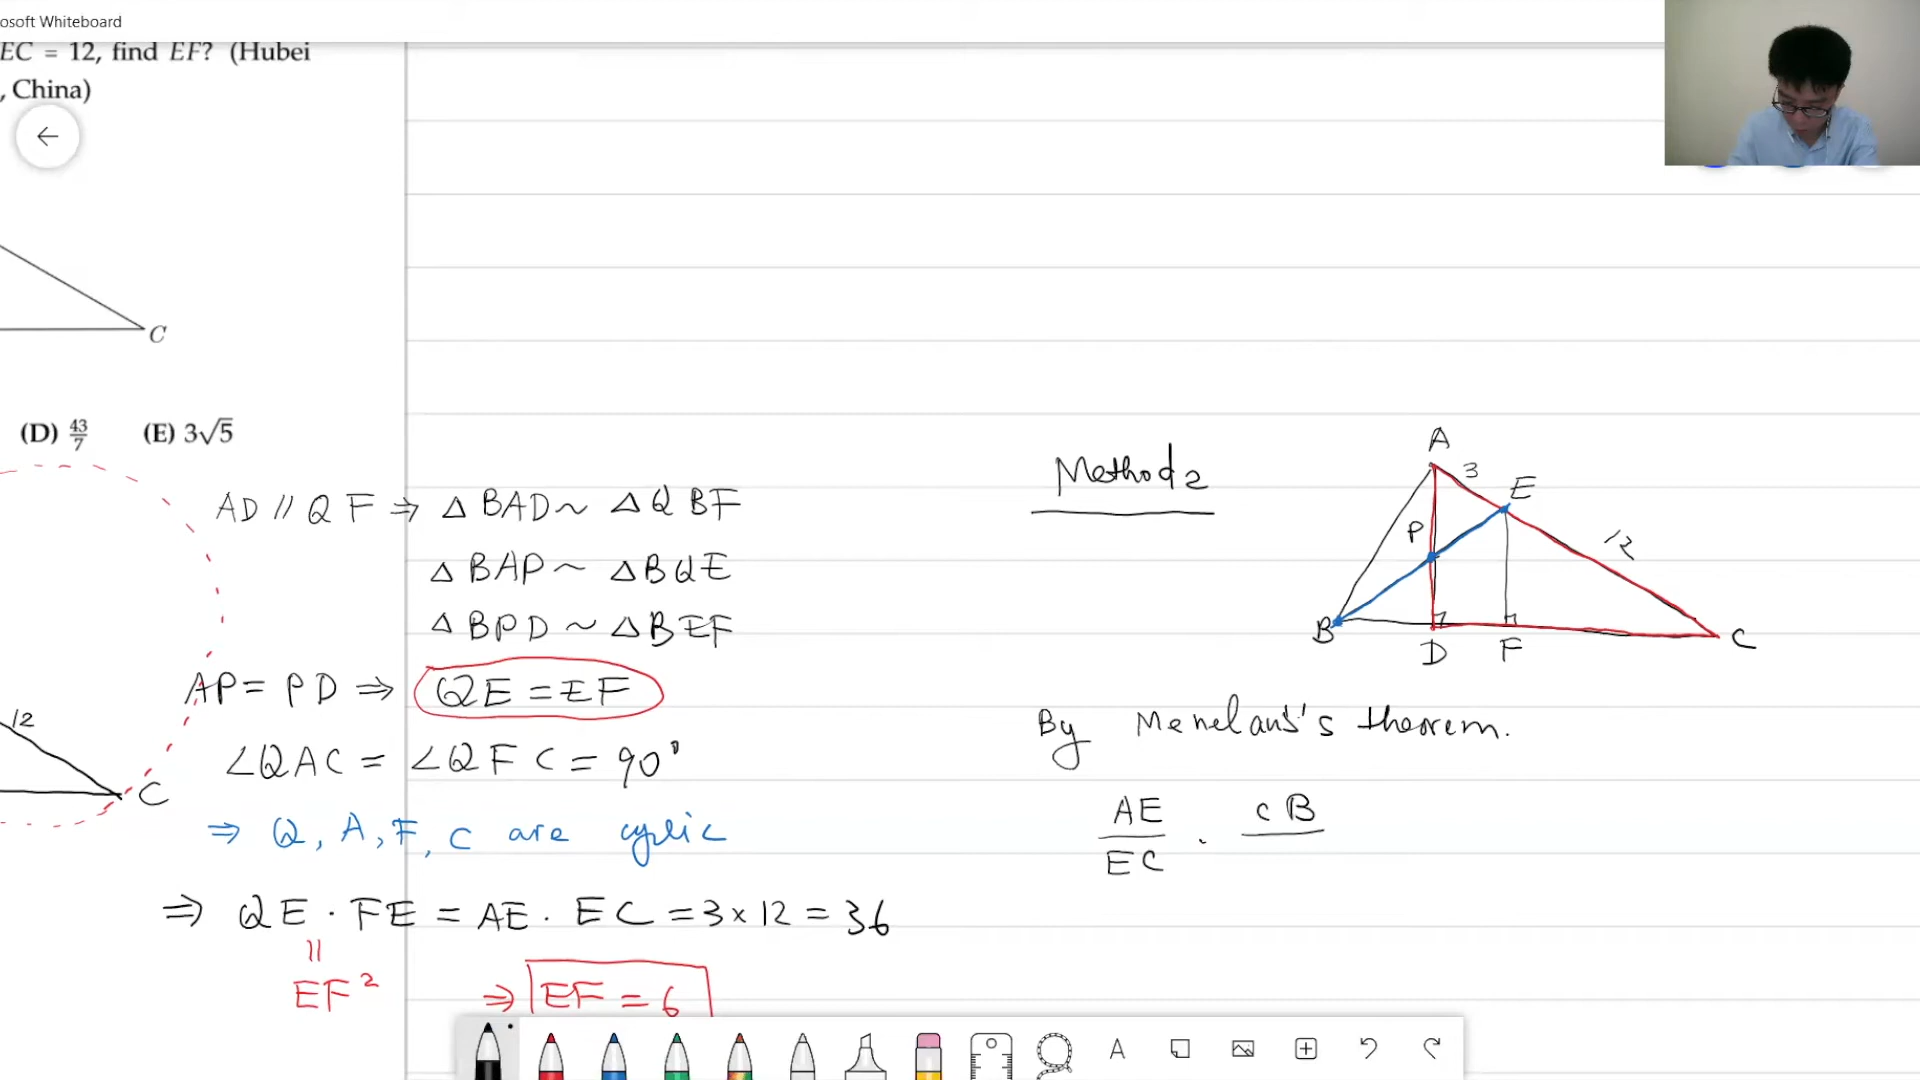 osoft Whiteboard
EC = 12, find EF? (Hubei
, China)
C
(D) 43/7 (E) 3√5
12
C
AD // QF ⇒ △BAD ~ △QBF
△BAP ~ △BQE
△BPD ~ △BEF
AP = PD ⇒ QE = EF
∠QAC = ∠QFC = 90°
⇒ Q, A, F, C are cyclic
⇒ QE · FE = AE · EC = 3 × 12 = 36
||
EF²
⇒ EF = 6
Method 2
A
3
E
P
12
B
D
F
C
By Menelaus's theorem.
AE/EC · CB
A